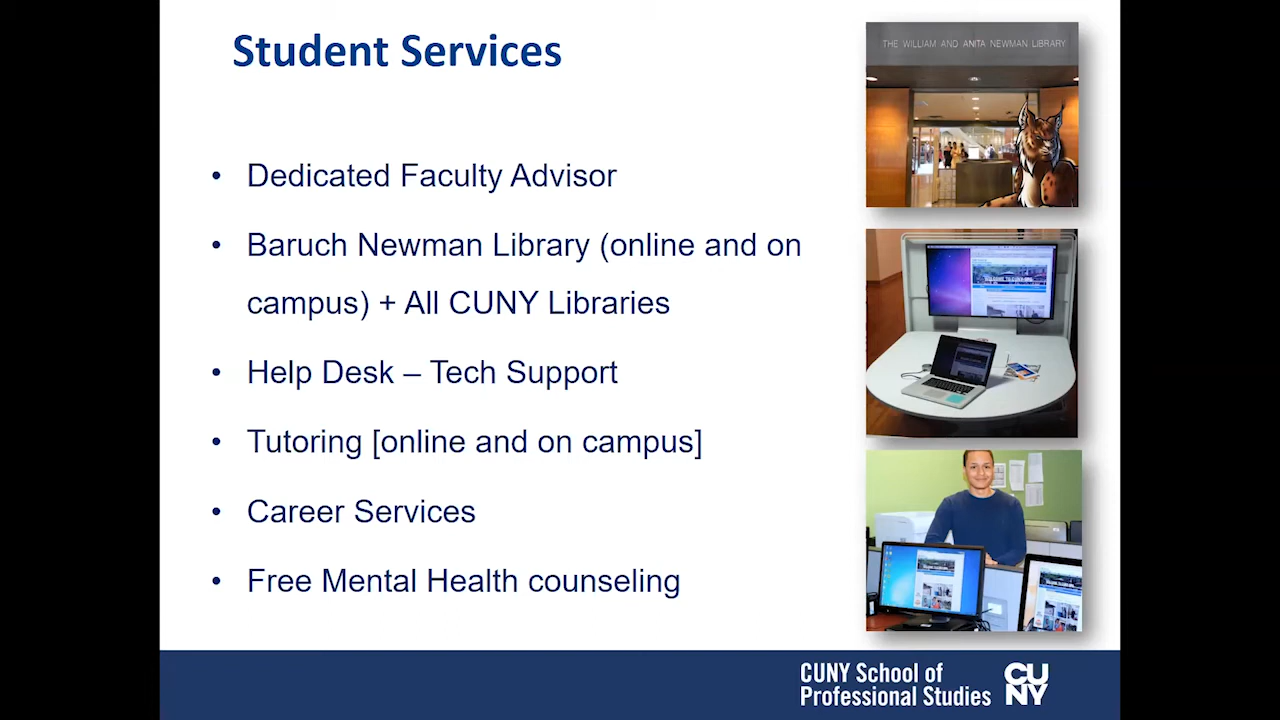 Student Services
THE WILLIAM AND ANITA NEWMAN LIBRARY
• Dedicated Faculty Advisor
• Baruch Newman Library (online and on
campus) + All CUNY Libraries
• Help Desk – Tech Support
• Tutoring [online and on campus]
• Career Services
• Free Mental Health counseling
CUNY School of
Professional Studies
CU
NY